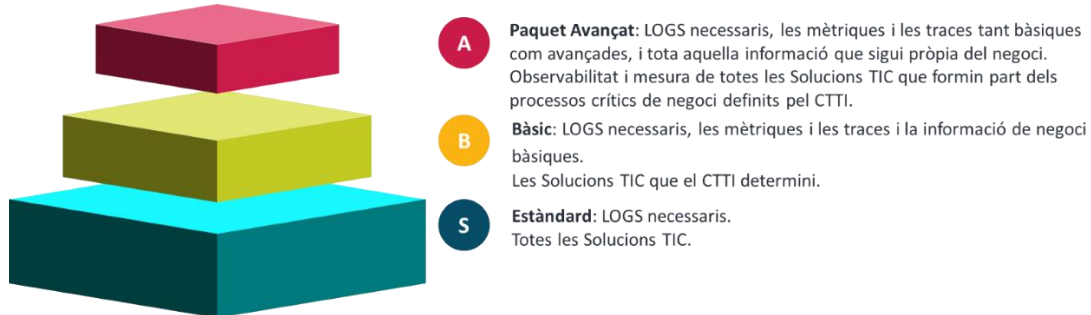 A
Paquet Avançat: LOGS necessaris, les mètriques i les traces tant bàsiques
com avançades, i tota aquella informació que sigui pròpia del negoci.
Observabilitat i mesura de totes les Solucions TIC que formin part dels
processos crítics de negoci definits pel CTTI.
B
Bàsic: LOGS necessaris, les mètriques i les traces i la informació de negoci
bàsiques.
Les Solucions TIC que el CTTI determini.
S
Estàndard: LOGS necessaris.
Totes les Solucions TIC.